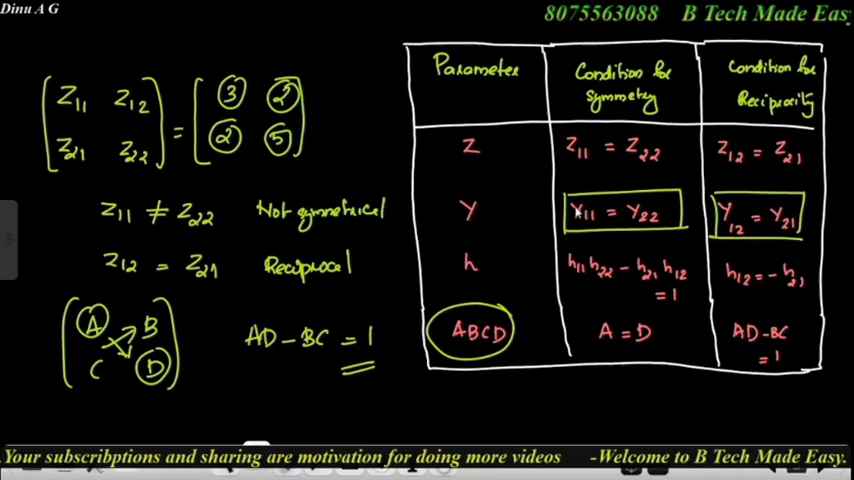 Dinu A G
8075563088 B Tech Made Easy
Z11 Z12
Z21 Z22
=
3 2
2 5
Z11 ≠ Z22 Not symmetrical
Z12 = Z21 Reciprocal
A B
C D
AD - BC = 1
Parameter
Condition for
symmetry
Condition for
Reciprocity
Z
Z11 = Z22
Z12 = Z21
Y
Y11 = Y22
Y12 = Y21
h
h11 h22 - h21 h12
= 1
h12 = - h21
ABCD
A = D
AD-BC
= 1
.Your subscribptions and sharing are motivation for doing more videos -Welcome to B Tech Made Easy.